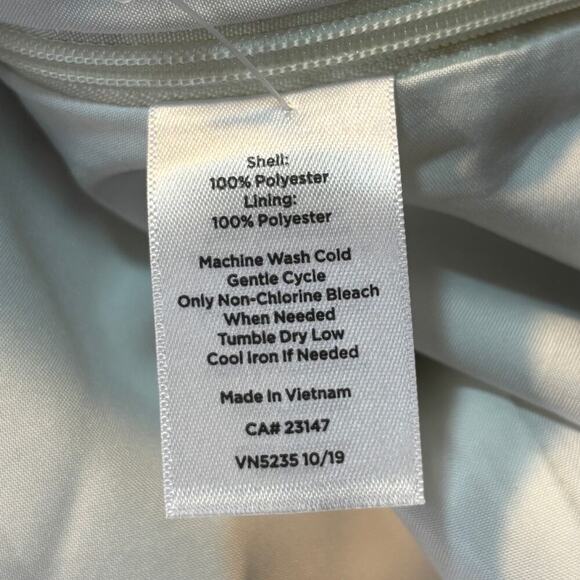 Shell:
100% Polyester
Lining:
100% Polyester
Machine Wash Cold
Gentle Cycle
Only Non-Chlorine Bleach
When Needed
Tumble Dry Low
Cool Iron If Needed
Made In Vietnam
CA# 23147
VN5235 10/19